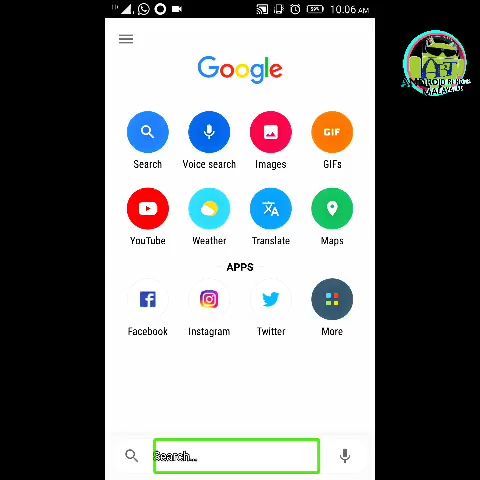 59% 10.06 AM
Google
Search Voice search Images GIFs
GIF
YouTube Weather Translate Maps
APPS
Facebook Instagram Twitter More
Search...